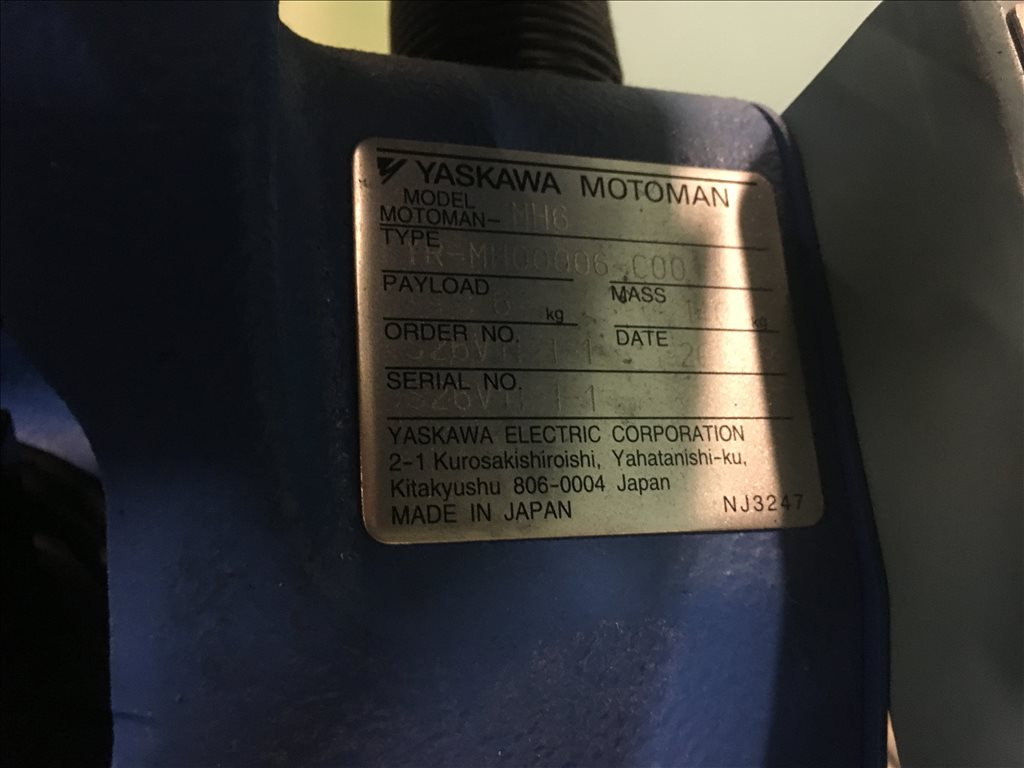 YASKAWA MOTOMAN
MODEL
MOTOMAN- MH6
TYPE
YR-MH00006-C00
PAYLOAD MASS
6 kg kg
ORDER NO. DATE
SERIAL NO.
YASKAWA ELECTRIC CORPORATION
2-1 Kurosakishiroishi, Yahatanishi-ku,
Kitakyushu 806-0004 Japan
MADE IN JAPAN NJ3247